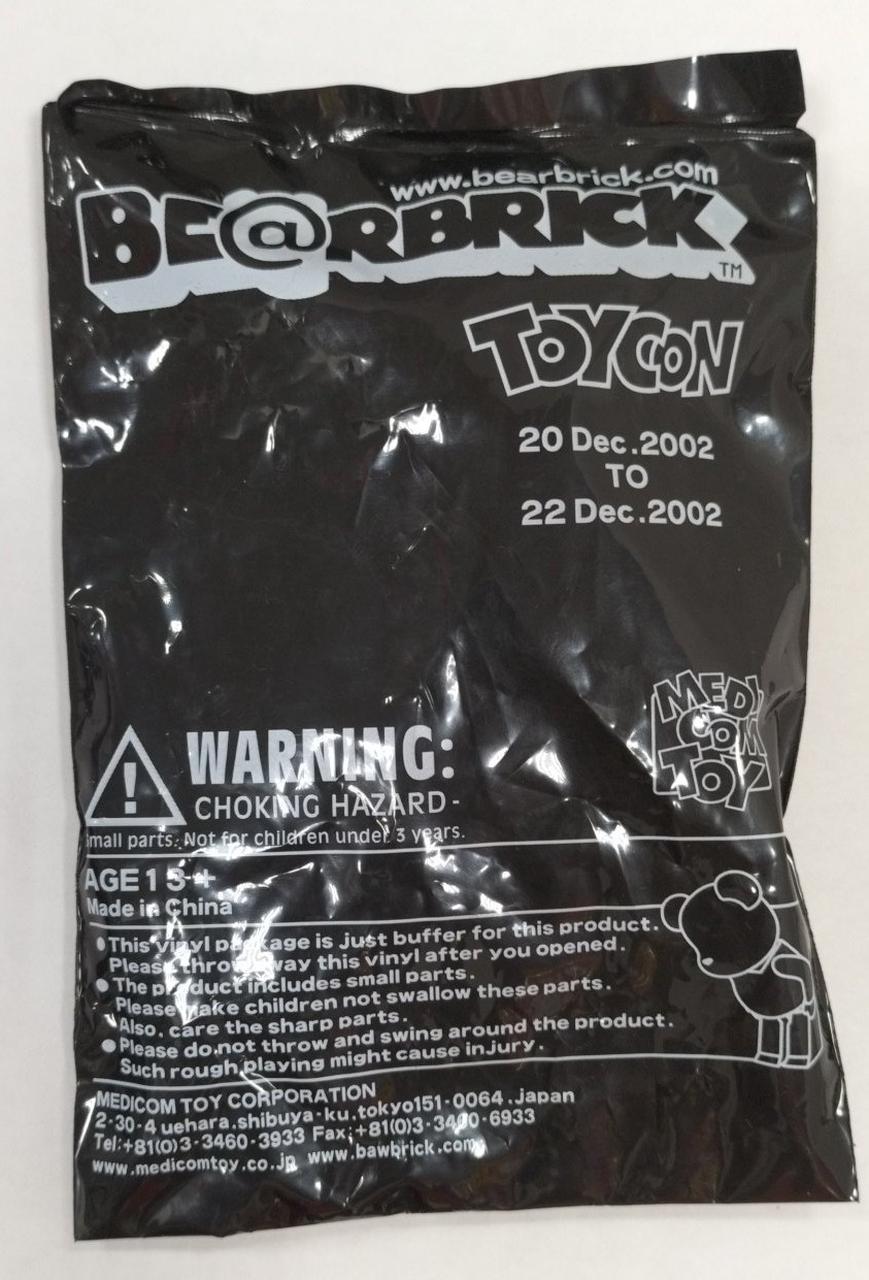 www.bearbrick.com
BE@RBRICK
TM
TOYCON
20 Dec.2002
TO
22 Dec.2002
MEDI
COM
TOY
WARNING:
CHOKING HAZARD-
Small parts. Not for children under 3 years.
AGE 13+
Made in China
•This vinyl package is just buffer for this product.
Please throw away this vinyl after you opened.
•The product includes small parts.
Please make children not swallow these parts.
Also, care the sharp parts.
•Please do not throw and swing around the product.
Such rough playing might cause injury.
MEDICOM TOY CORPORATION
2-30-4 uehara,shibuya-ku,tokyo151-0064,Japan
Tel:+81(0)3-3460-3933 Fax:+81(0)3-3460-6933
www.medicomtoy.co.jp www.bawbrick.com